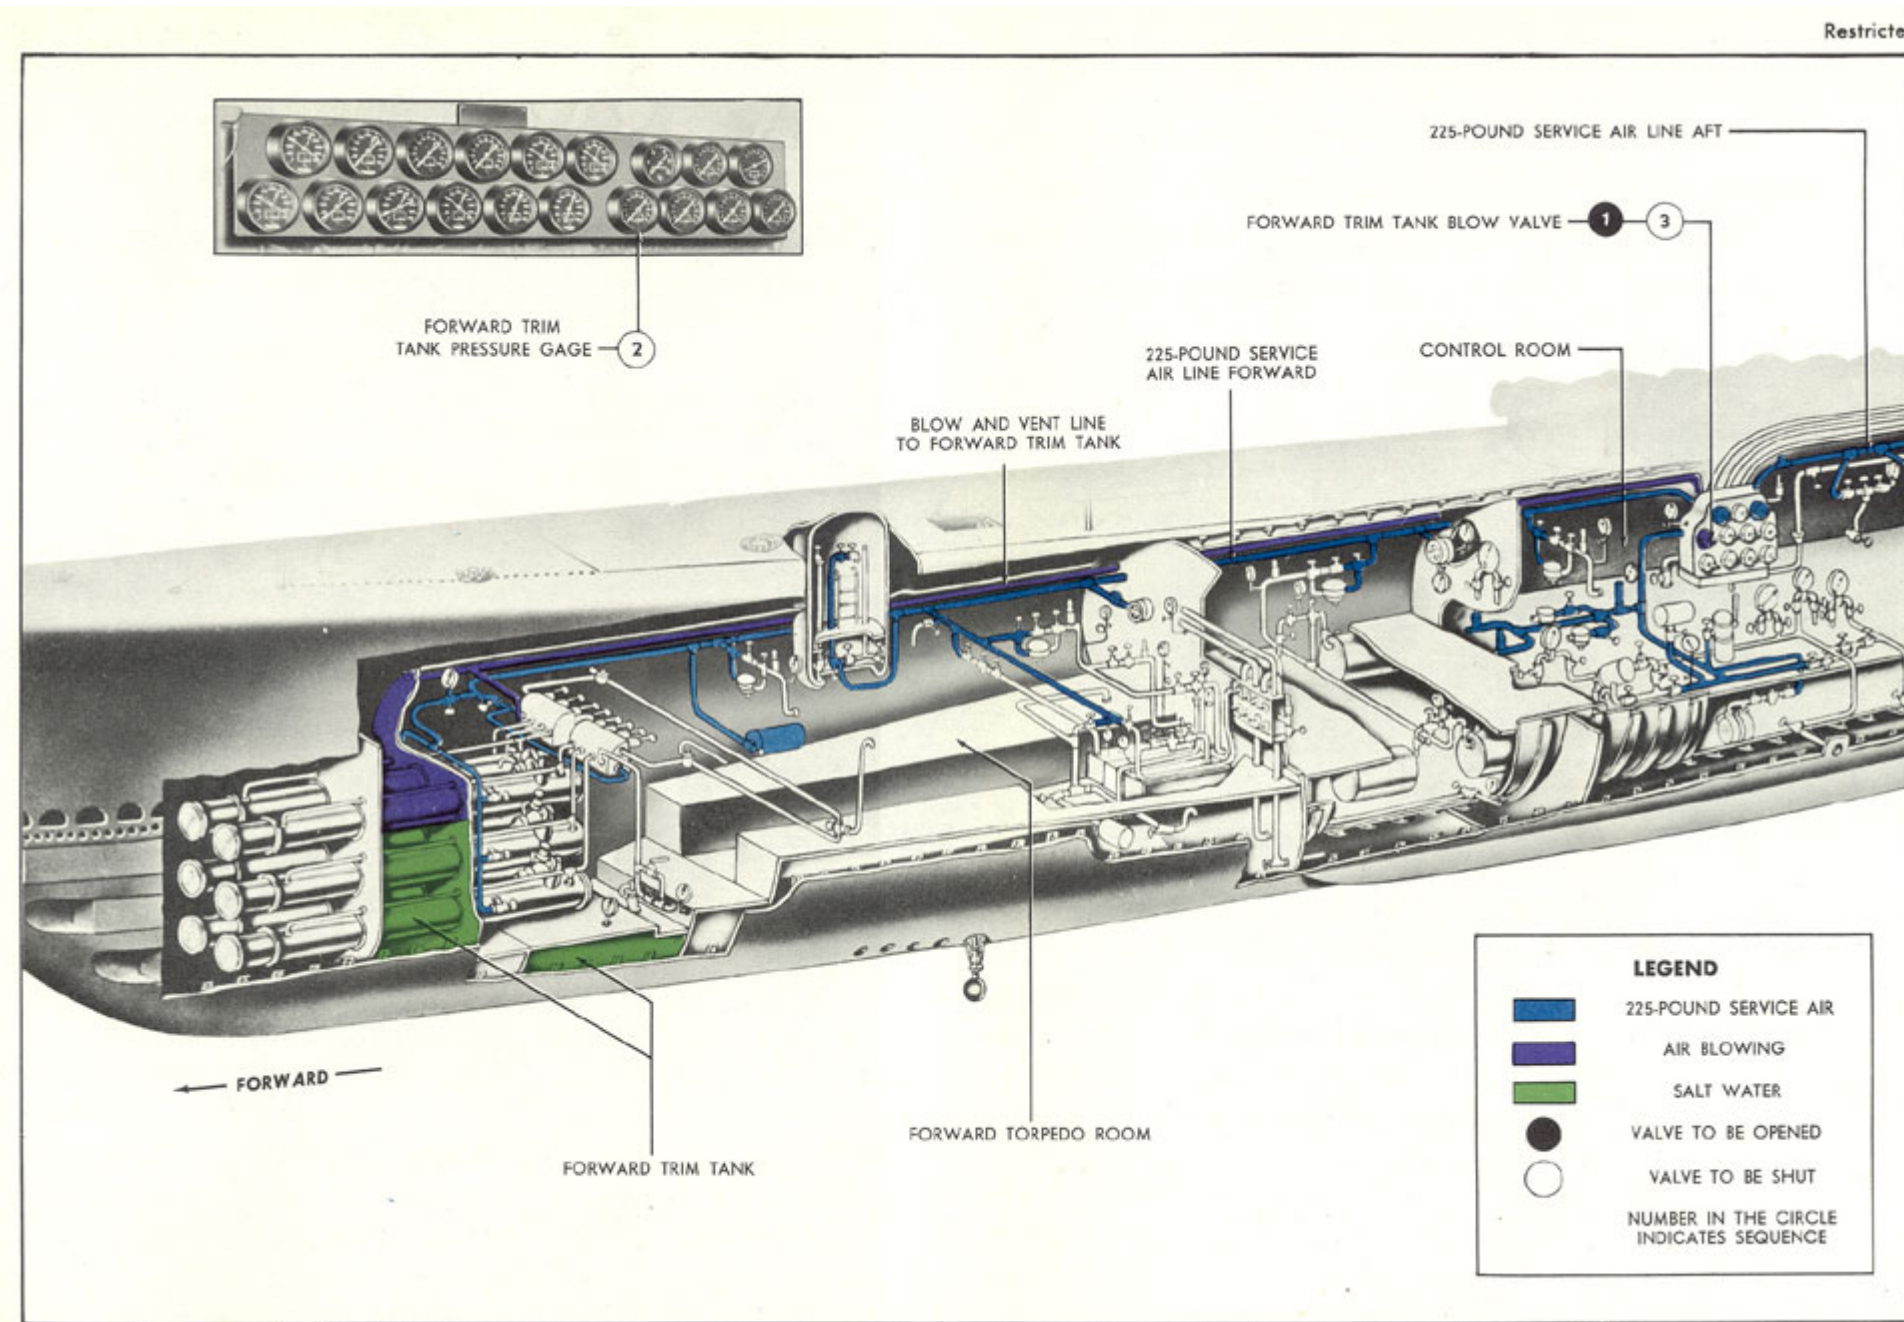 Restricte
225-POUND SERVICE AIR LINE AFT
FORWARD TRIM TANK BLOW VALVE 1 3
FORWARD TRIM
TANK PRESSURE GAGE 2
225-POUND SERVICE
AIR LINE FORWARD
CONTROL ROOM
BLOW AND VENT LINE
TO FORWARD TRIM TANK
FORWARD
FORWARD TORPEDO ROOM
FORWARD TRIM TANK
LEGEND
225-POUND SERVICE AIR
AIR BLOWING
SALT WATER
VALVE TO BE OPENED
VALVE TO BE SHUT
NUMBER IN THE CIRCLE
INDICATES SEQUENCE